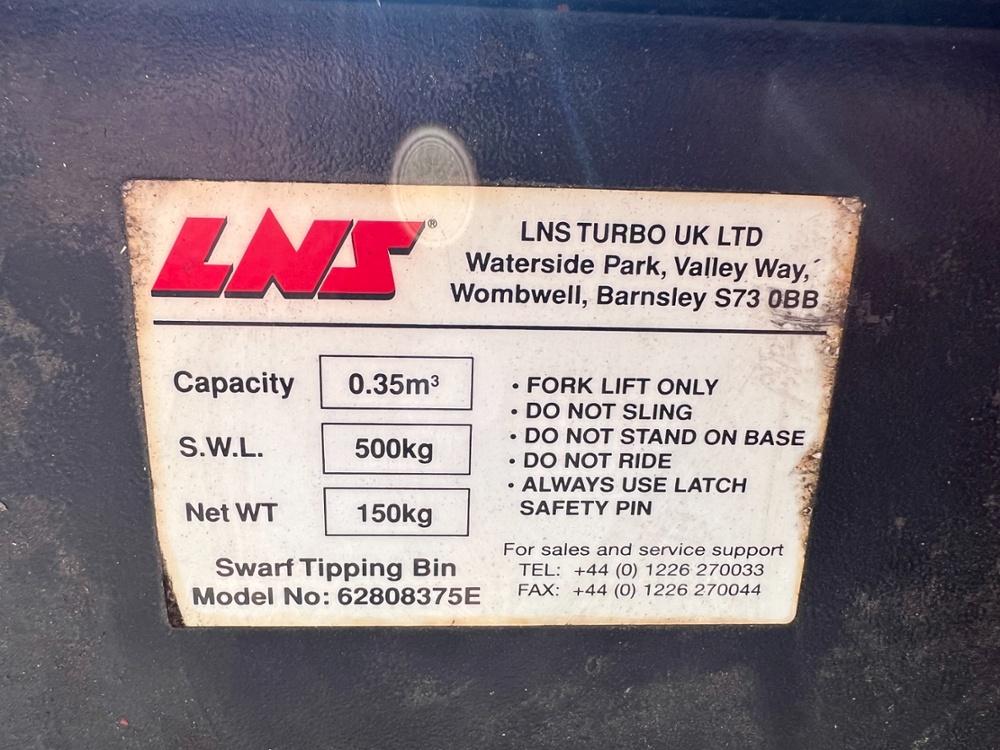 LNS®
LNS TURBO UK LTD
Waterside Park, Valley Way,
Wombwell, Barnsley S73 0BB
Capacity 0.35m³
S.W.L. 500kg
Net WT 150kg
Swarf Tipping Bin
Model No: 62808375E
• FORK LIFT ONLY
• DO NOT SLING
• DO NOT STAND ON BASE
• DO NOT RIDE
• ALWAYS USE LATCH
SAFETY PIN
For sales and service support
TEL: +44 (0) 1226 270033
FAX: +44 (0) 1226 270044